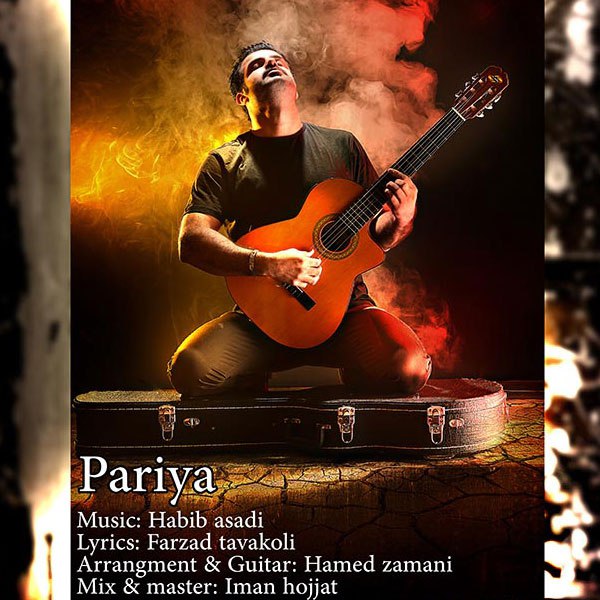 Pariya
Music: Habib asadi
Lyrics: Farzad tavakoli
Arrangment & Guitar: Hamed zamani
Mix & master: Iman hojjat